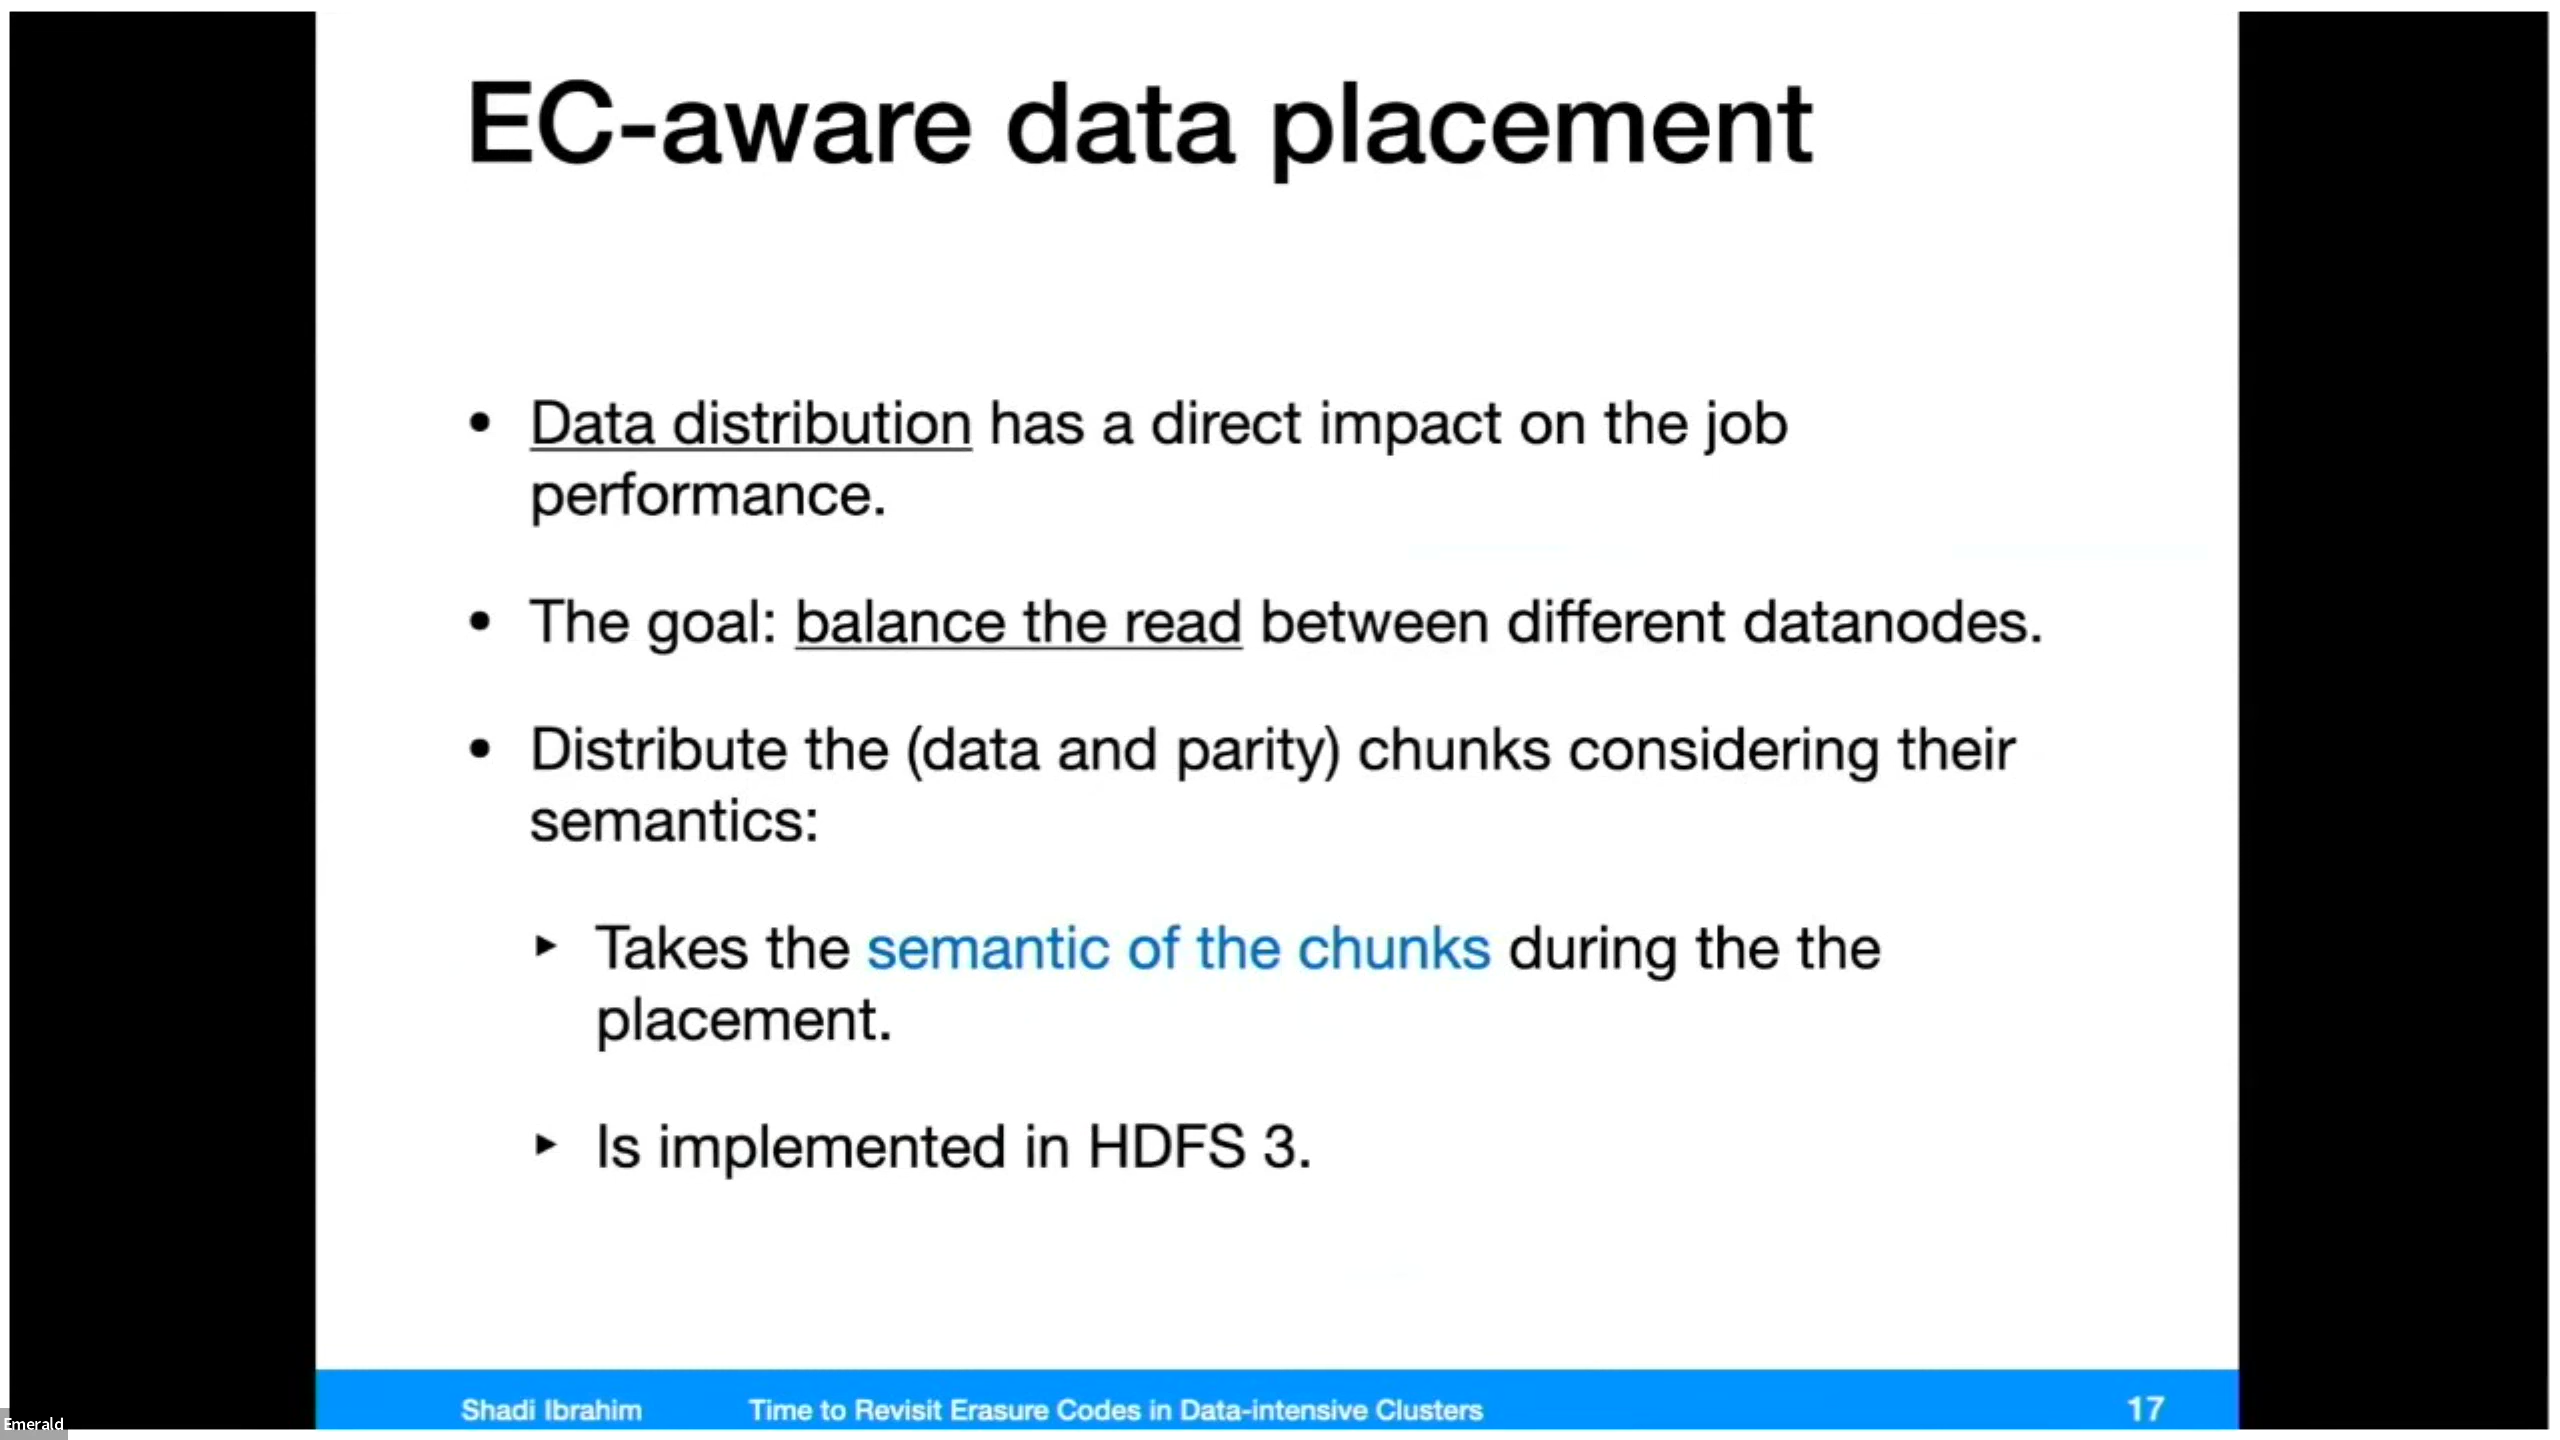 EC-aware data placement
• Data distribution has a direct impact on the job
performance.
• The goal: balance the read between different datanodes.
• Distribute the (data and parity) chunks considering their
semantics:
‣ Takes the semantic of the chunks during the the
placement.
‣ Is implemented in HDFS 3.
Shadi Ibrahim Time to Revisit Erasure Codes in Data-intensive Clusters 17
Emerald